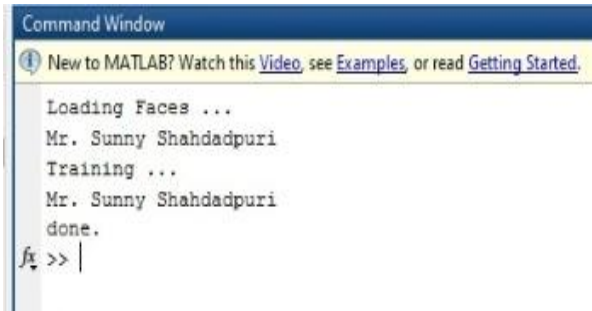 Command Window
New to MATLAB? Watch this Video, see Examples, or read Getting Started.
Loading Faces ...
Mr. Sunny Shahdadpuri
Training ...
Mr. Sunny Shahdadpuri
done.
fx >>